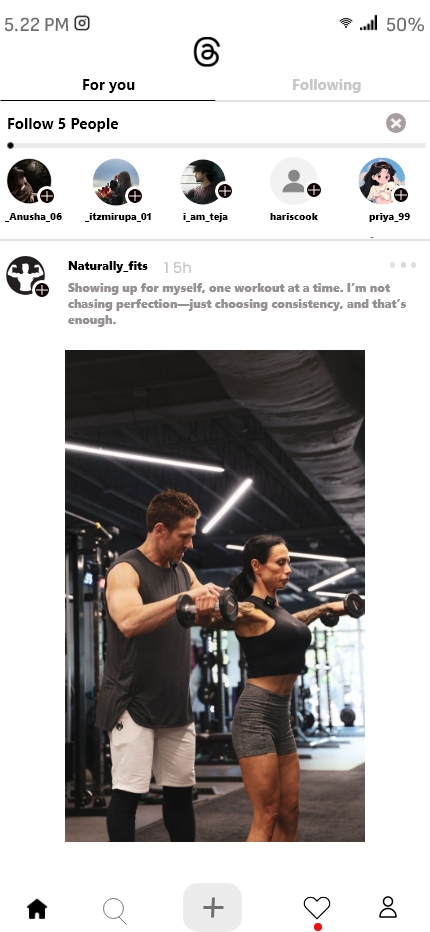 5.22 PM 50%
For you Following
Follow 5 People
_Anusha_06 _itzmirupa_01 i_am_teja hariscook priya_99
Naturally_fits 15h
Showing up for myself, one workout at a time. I'm not
chasing perfection—just choosing consistency, and that's
enough.